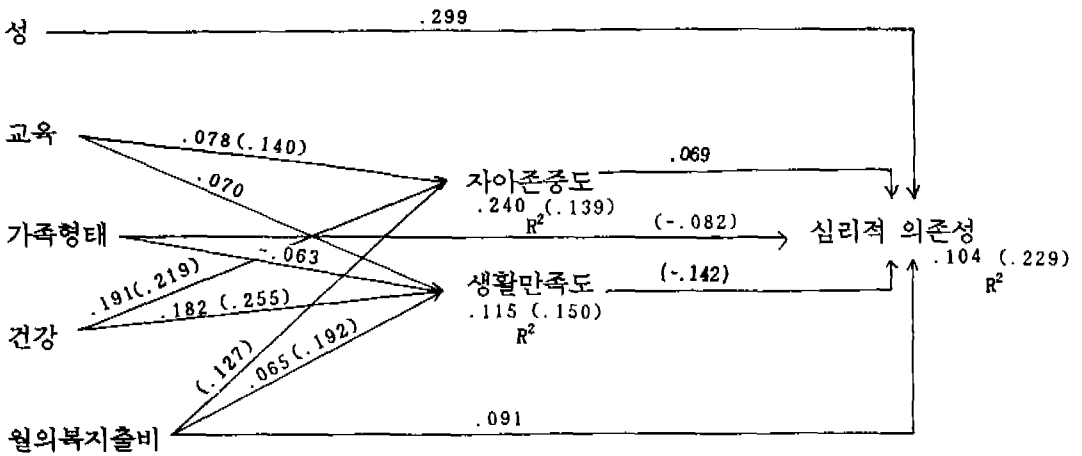 성
.299
교육
.078(.140)
.070
자아존중도
.240 (.139)
R²
.069
가족형태
-.063
(-.082)
심리적 의존성
.104 (.229)
R²
.191(.219)
.182 (.255)
생활만족도
.115 (.150)
R²
(-.142)
건강
(.127)
.065(.192)
.091
월의복지출비